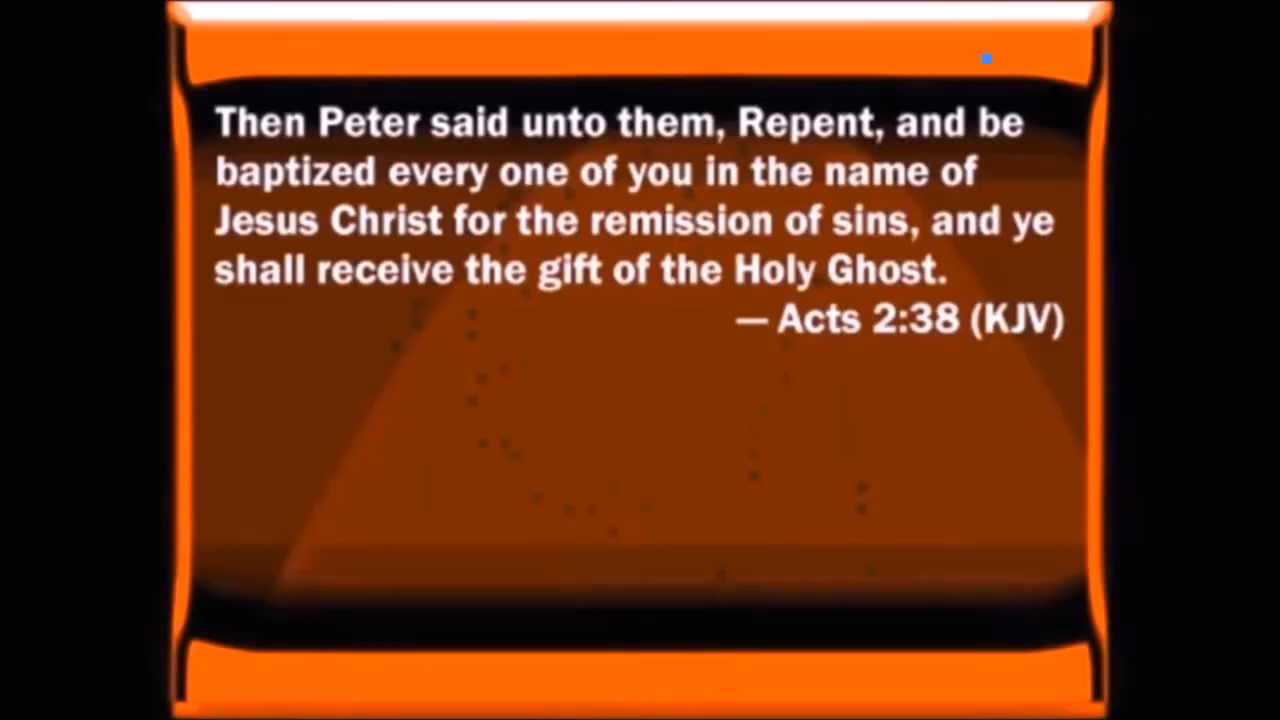 Then Peter said unto them, Repent, and be
baptized every one of you in the name of
Jesus Christ for the remission of sins, and ye
shall receive the gift of the Holy Ghost.
— Acts 2:38 (KJV)